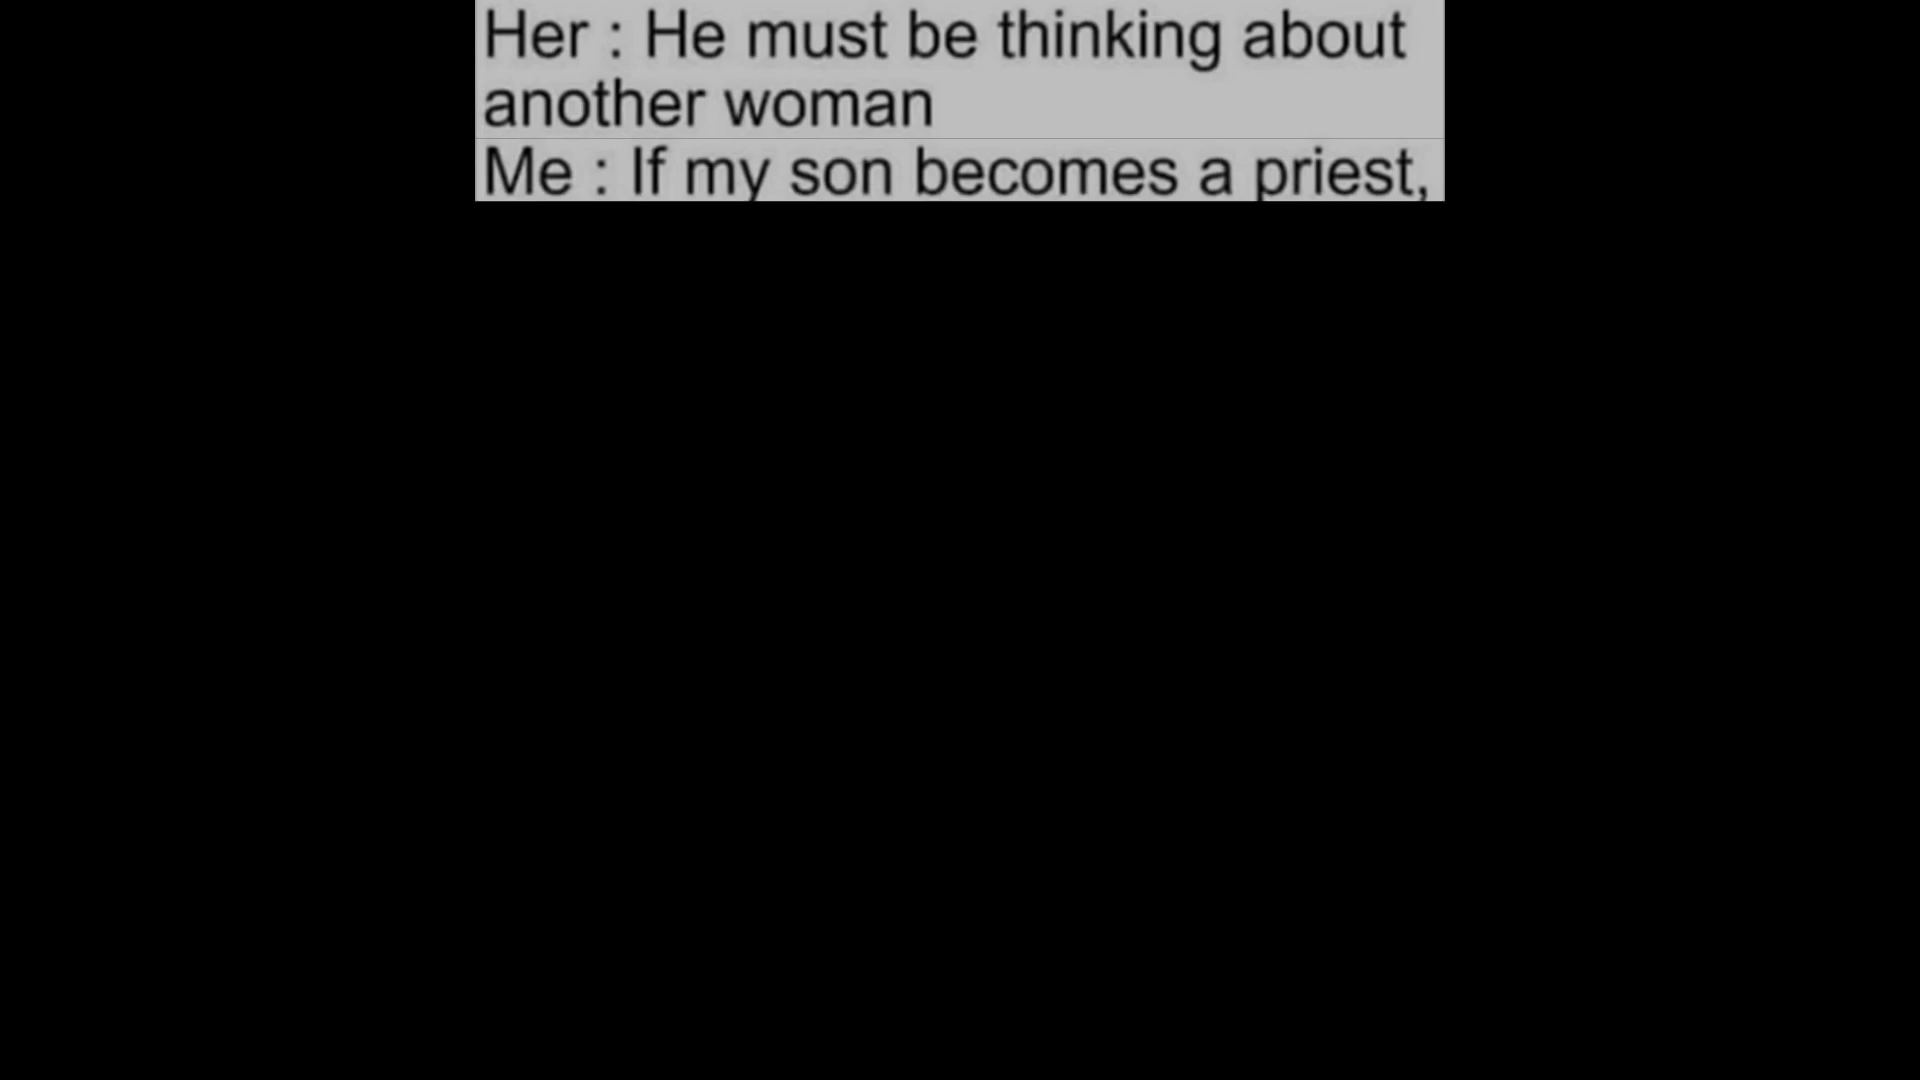 Her : He must be thinking about
another woman
Me : If my son becomes a priest,